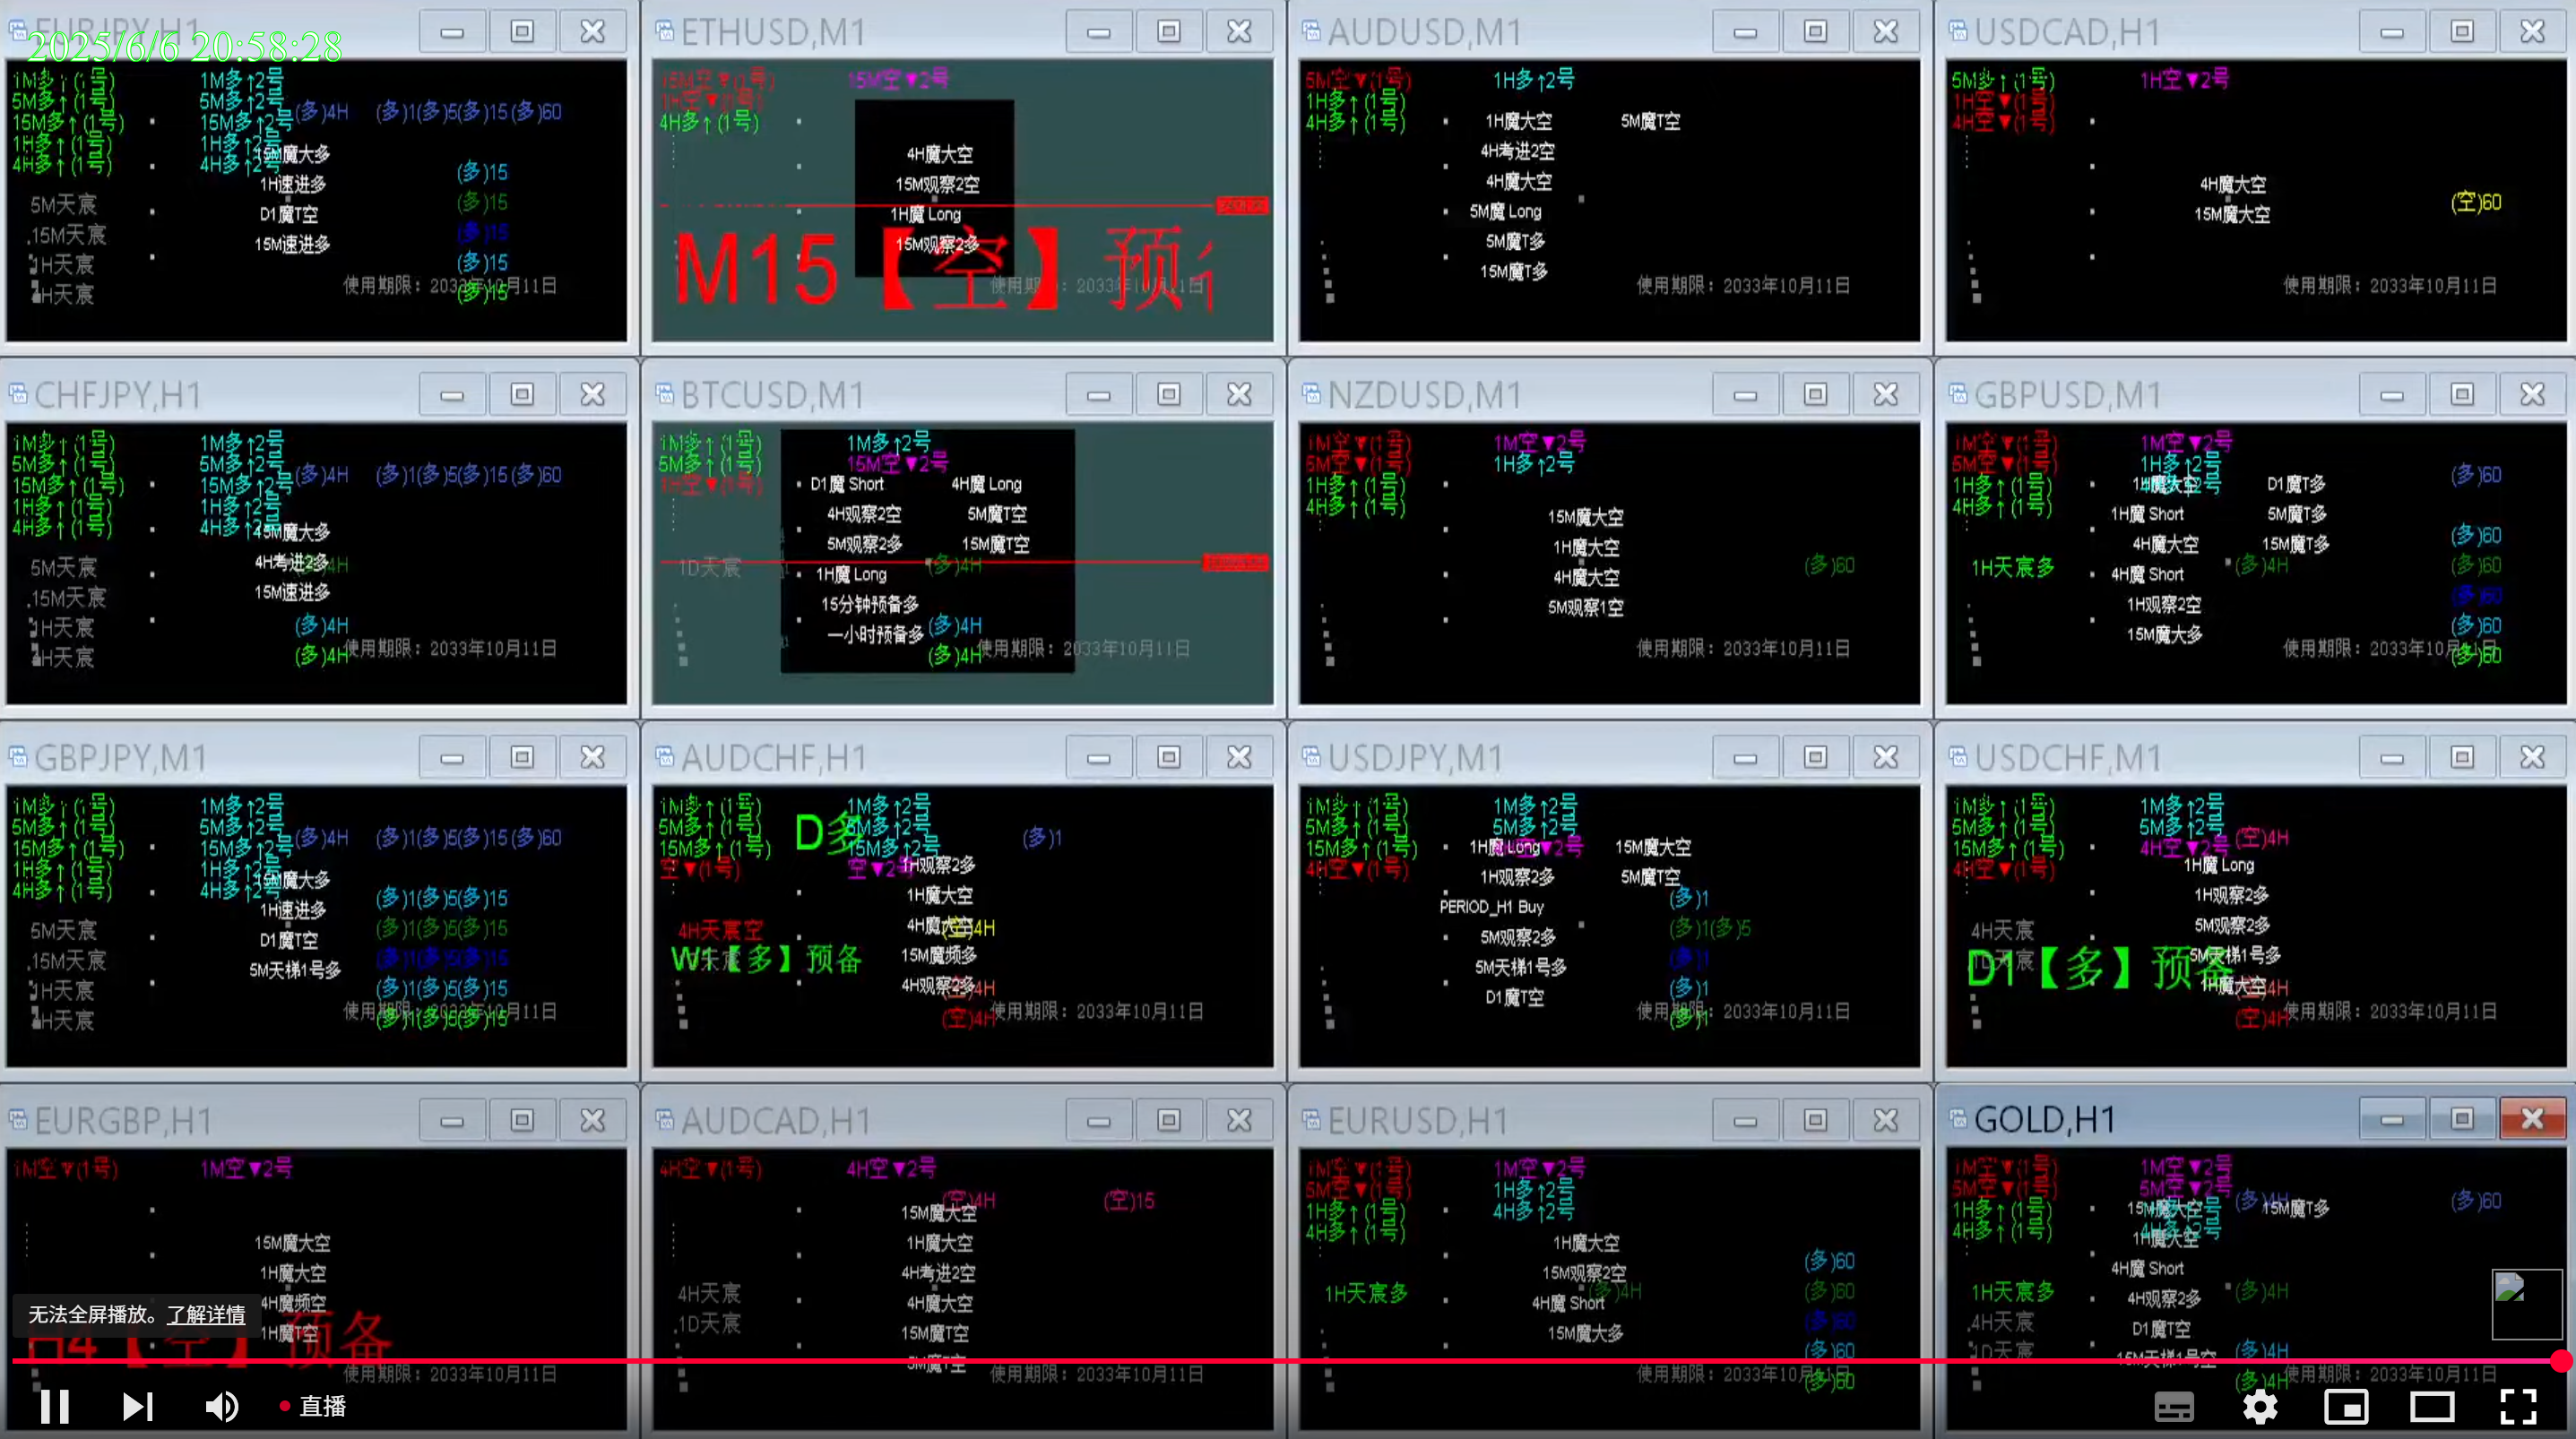 2025/6/6 20:58:28
EURJPY,H1
1M多↑(1号)
5M多↑(1号)
15M多↑(1号)
1H多↑(1号)
4H多↑(1号)
1M多↑2号
5M多↑2号
15M多↑2号
1H多↑2号
4H多↑2号
(多)4H
(多)1(多)5(多)15(多)60
15M魔大多
1H速进多
D1魔T空
15M速进多
(多)15
(多)15
(多)15
(多)15
(多)15
5M天宸
15M天宸
1H天宸
4H天宸
使用期限：2033年10月11日
ETHUSD,M1
15M空▼(1号)
1H空▼(1号)
4H多↑(1号)
15M空▼2号
4H魔大空
15M观察2空
1H魔 Long
15M观察2多
M15【空】预
AUDUSD,M1
5M空▼(1号)
1H多↑(1号)
4H多↑(1号)
1H多↑2号
1H魔大空
5M魔T空
4H考进2空
4H魔大空
5M魔 Long
5M魔T多
15M魔T多
使用期限：2033年10月11日
USDCAD,H1
5M多↑(1号)
1H空▼(1号)
4H空▼(1号)
1H空▼2号
4H魔大空
15M魔大空
(空)60
使用期限：2033年10月11日
CHFJPY,H1
1M多↑(1号)
5M多↑(1号)
15M多↑(1号)
1H多↑(1号)
4H多↑(1号)
1M多↑2号
5M多↑2号
15M多↑2号
1H多↑2号
4H多↑2号
(多)4H
(多)1(多)5(多)15(多)60
15M魔大多
4H考进2多
15M速进多
(多)4H
(多)4H
5M天宸
15M天宸
1H天宸
4H天宸
使用期限：2033年10月11日
BTCUSD,M1
1M多↑(1号)
5M多↑(1号)
1H空▼(1号)
1M多↑2号
15M空▼2号
D1魔 Short
4H魔 Long
4H观察2空
5M魔T空
5M观察2多
15M魔T空
1D天宸
(多)4H
1H魔 Long
15分钟预备多
一小时预备多
(多)4H
(多)4H
使用期限：2033年10月11日
NZDUSD,M1
1M空▼(1号)
5M空▼(1号)
1H多↑(1号)
4H多↑(1号)
1M空▼2号
1H多↑2号
15M魔大空
1H魔大空
4H魔大空
5M观察1空
(多)60
使用期限：2033年10月11日
GBPUSD,M1
1M空▼(1号)
5M空▼(1号)
1H多↑(1号)
4H多↑(1号)
1M空▼2号
1H多↑2号
4H多↑2号
(多)60
1H魔大空
D1魔T多
1H魔 Short
5M魔T多
4H魔大空
15M魔T多
(多)60
1H天宸多
(多)4H
(多)60
4H魔 Short
(多)60
1H观察2空
(多)60
15M魔大多
(多)60
使用期限：2033年10月11日
GBPJPY,M1
1M多↑(1号)
5M多↑(1号)
15M多↑(1号)
1H多↑(1号)
4H多↑(1号)
1M多↑2号
5M多↑2号
15M多↑2号
1H多↑2号
4H多↑2号
(多)4H
(多)1(多)5(多)15(多)60
15M魔大多
1H速进多
D1魔T空
5M天梯1号多
(多)1(多)5(多)15
(多)1(多)5(多)15
(多)1(多)5(多)15
(多)1(多)5(多)15
(多)1(多)5(多)15
5M天宸
15M天宸
1H天宸
4H天宸
使用期限：2033年10月11日
AUDCHF,H1
1M多↑(1号)
5M多↑(1号)
15M多↑(1号)
空▼(1号)
D多
1M多↑2号
5M多↑2号
15M多↑2号
空▼2号
(多)1
1H观察2多
1H魔大空
4H魔大空
(空)4H
15M魔频多
4H观察2多
4H天宸空
W1【多】预备
(空)4H
(空)4H
使用期限：2033年10月11日
USDJPY,M1
1M多↑(1号)
5M多↑(1号)
15M多↑(1号)
4H空▼(1号)
1M多↑2号
5M多↑2号
4H空▼2号
1H魔 Long
15M魔大空
1H观察2多
5M魔T空
PERIOD_H1 Buy
(多)1
5M观察2多
(多)1(多)5
5M天梯1号多
(多)1
D1魔T空
(多)1
(多)1
使用期限：2033年10月11日
USDCHF,M1
1M多↑(1号)
5M多↑(1号)
15M多↑(1号)
4H空▼(1号)
1M多↑2号
5M多↑2号
4H空▼2号
(空)4H
1H魔 Long
1H观察2多
5M观察2多
5M天梯1号多
1H魔大空
4H天宸
1D天宸
D1【多】预备
(空)4H
(空)4H
使用期限：2033年10月11日
EURGBP,H1
1M空▼(1号)
1M空▼2号
15M魔大空
1H魔大空
4H魔频空
1H魔T空
H4【空】预备
使用期限：2033年10月11日
AUDCAD,H1
4H空▼(1号)
4H空▼2号
(空)4H
(空)15
15M魔大空
1H魔大空
4H考进2空
4H魔大空
15M魔T空
5M魔T空
4H天宸
1D天宸
使用期限：2033年10月11日
EURUSD,H1
1M空▼(1号)
5M空▼(1号)
1H多↑(1号)
4H多↑(1号)
1M空▼2号
1H多↑2号
4H多↑2号
1H魔大空
15M观察2空
4H魔 Short
15M魔大多
1H天宸多
(多)4H
(多)60
(多)60
(多)60
(多)60
(多)60
使用期限：2033年10月11日
GOLD,H1
1M空▼(1号)
5M空▼(1号)
1H多↑(1号)
4H多↑(1号)
1M空▼2号
5M空▼2号
4H多↑2号
(多)4H
(多)60
15M魔大空
15M魔T多
1H魔大空
4H魔 Short
4H观察2多
D1魔T空
15M天梯1号空
1H天宸多
4H天宸
1D天宸
(多)4H
(多)4H
(多)4H
使用期限：2033年10月11日
无法全屏播放。了解详情
直播